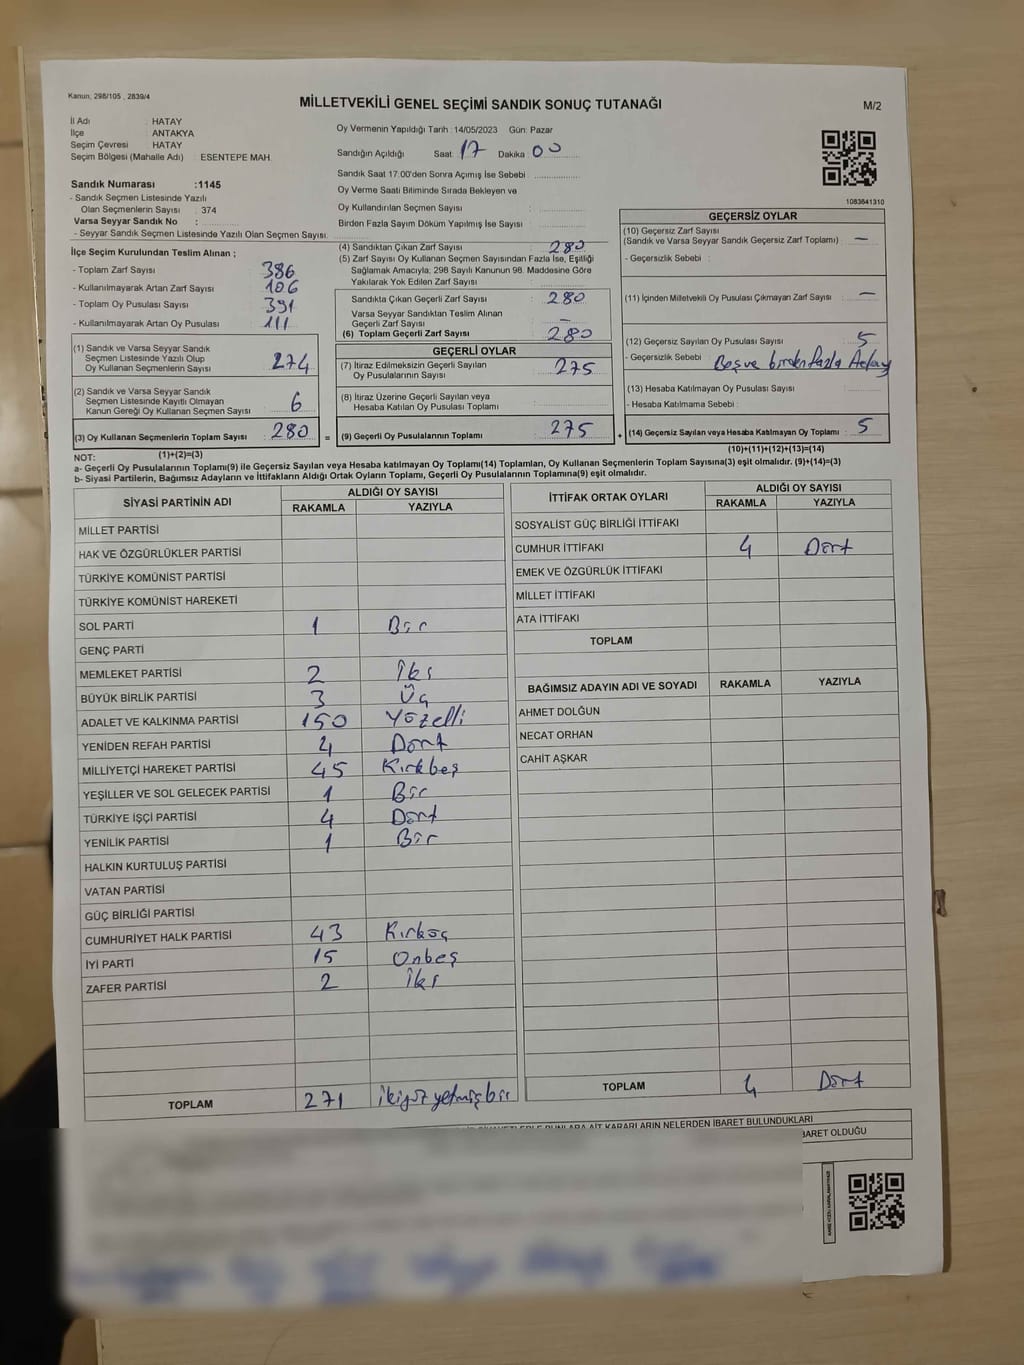 Kanun, 298/105 , 2839/4
MİLLETVEKİLİ GENEL SEÇİMİ SANDIK SONUÇ TUTANAĞI
M/2
İl Adı : HATAY
İlçe : ANTAKYA
Seçim Çevresi : HATAY
Seçim Bölgesi (Mahalle Adı) ESENTEPE MAH.
Sandık Numarası :1145
- Sandık Seçmen Listesinde Yazılı
Olan Seçmenlerin Sayısı : 374
Varsa Seyyar Sandık No :
- Seyyar Sandık Seçmen Listesinde Yazılı Olan Seçmen Sayısı.
Oy Vermenin Yapıldığı Tarih : 14/05/2023 Gün: Pazar
Sandığın Açıldığı Saat 17 Dakika 00
Sandık Saat 17.00'den Sonra Açımış İse Sebebi :
Oy Verme Saati Bitiminde Sırada Bekleyen ve
Oy Kullandırılan Seçmen Sayısı :
Birden Fazla Sayım Döküm Yapılmış İse Sayısı :
1083641310
İlçe Seçim Kurulundan Teslim Alınan ;
- Toplam Zarf Sayısı : 386
- Kullanılmayarak Artan Zarf Sayısı : 106
- Toplam Oy Pusulası Sayısı : 391
- Kullanılmayarak Artan Oy Pusulası : 111
(1) Sandık ve Varsa Seyyar Sandık
Seçmen Listesinde Yazılı Olup
Oy Kullanan Seçmenlerin Sayısı : 274
(2) Sandık ve Varsa Seyyar Sandık
Seçmen Listesinde Kayıtlı Olmayan
Kanun Gereği Oy Kullanan Seçmen Sayısı : 6
(3) Oy Kullanan Seçmenlerin Toplam Sayısı : 280 =
(4) Sandıktan Çıkan Zarf Sayısı : 280
(5) Zarf Sayısı Oy Kullanan Seçmen Sayısından Fazla İse, Eşitliği
Sağlamak Amacıyla; 298 Sayılı Kanunun 98. Maddesine Göre
Yakılarak Yok Edilen Zarf Sayısı :
Sandıkta Çıkan Geçerli Zarf Sayısı : 280
Varsa Seyyar Sandıktan Teslim Alınan
Geçerli Zarf Sayısı : –
(6) Toplam Geçerli Zarf Sayısı : 280
GEÇERLİ OYLAR
(7) İtiraz Edilmeksizin Geçerli Sayılan
Oy Pusulalarının Sayısı : 275
(8) İtiraz Üzerine Geçerli Sayılan veya
Hesaba Katılan Oy Pusulası Toplamı :
(9) Geçerli Oy Pusulalarının Toplamı : 275 +
GEÇERSİZ OYLAR
(10) Geçersiz Zarf Sayısı
(Sandık ve Varsa Seyyar Sandık Geçersiz Zarf Toplamı) : –
- Geçersizlik Sebebi :
(11) İçinden Milletvekili Oy Pusulası Çıkmayan Zarf Sayısı : –
(12) Geçersiz Sayılan Oy Pusulası Sayısı : 5
- Geçersizlik Sebebi : Boş ve birden fazla Aday
(13) Hesaba Katılmayan Oy Pusulası Sayısı :
- Hesaba Katılmama Sebebi :
(14) Geçersiz Sayılan veya Hesaba Katılmayan Oy Toplamı : 5
NOT: (1)+(2)=(3) (10)+(11)+(12)+(13)=(14)
a- Geçerli Oy Pusulalarının Toplamı(9) ile Geçersiz Sayılan veya Hesaba katılmayan Oy Toplamı(14) Toplamları, Oy Kullanan Seçmenlerin Toplam Sayısına(3) eşit olmalıdır. (9)+(14)=(3)
b- Siyasi Partilerin, Bağımsız Adayların ve İttifakların Aldığı Oyların Toplamı, Geçerli Oy Pusulalarının Toplamına(9) eşit olmalıdır.
SİYASİ PARTİNİN ADI ALDIĞI OY SAYISI
RAKAMLA YAZIYLA
MİLLET PARTİSİ
HAK VE ÖZGÜRLÜKLER PARTİSİ
TÜRKİYE KOMÜNİST PARTİSİ
TÜRKİYE KOMÜNİST HAREKETİ
SOL PARTİ 1 Bir
GENÇ PARTİ
MEMLEKET PARTİSİ 2 İki
BÜYÜK BİRLİK PARTİSİ 3 Üç
ADALET VE KALKINMA PARTİSİ 150 Yüzelli
YENİDEN REFAH PARTİSİ 4 Dört
MİLLİYETÇİ HAREKET PARTİSİ 45 Kırkbeş
YEŞİLLER VE SOL GELECEK PARTİSİ 1 Bir
TÜRKİYE İŞÇİ PARTİSİ 4 Dört
YENİLİK PARTİSİ 1 Bir
HALKIN KURTULUŞ PARTİSİ
VATAN PARTİSİ
GÜÇ BİRLİĞİ PARTİSİ
CUMHURİYET HALK PARTİSİ 43 Kırküç
İYİ PARTİ 15 Onbeş
ZAFER PARTİSİ 2 İki
TOPLAM 271 ikiyüzyetmişbir
İTTİFAK ORTAK OYLARI ALDIĞI OY SAYISI
RAKAMLA YAZIYLA
SOSYALİST GÜÇ BİRLİĞİ İTTİFAKI
CUMHUR İTTİFAKI 4 Dört
EMEK VE ÖZGÜRLÜK İTTİFAKI
MİLLET İTTİFAKI
ATA İTTİFAKI
TOPLAM
BAĞIMSIZ ADAYIN ADI VE SOYADI RAKAMLA YAZIYLA
AHMET DOLĞUN
NECAT ORHAN
CAHİT AŞKAR
TOPLAM 4 Dört
KARARLARIN NELERDEN İBARET BULUNDUKLARI
BARET OLDUĞU